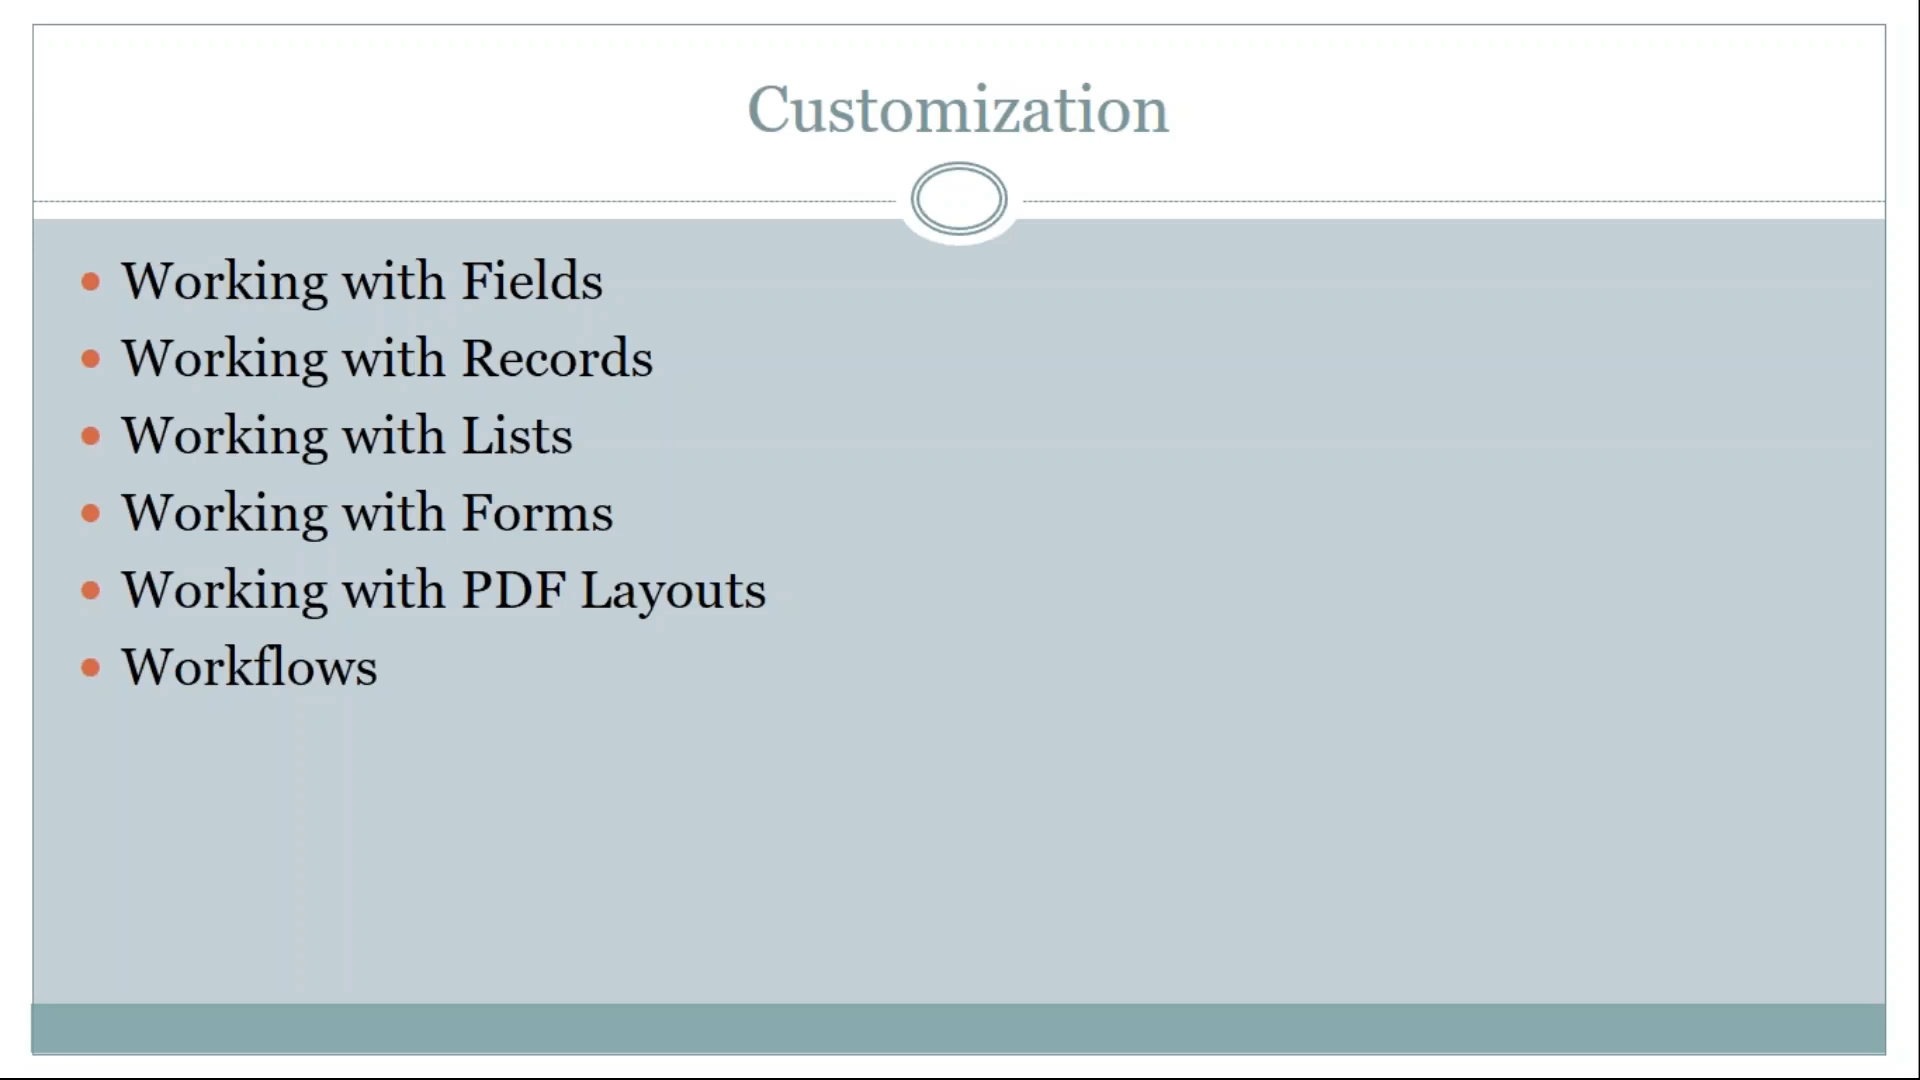 Customization
Working with Fields
Working with Records
Working with Lists
Working with Forms
Working with PDF Layouts
Workflows